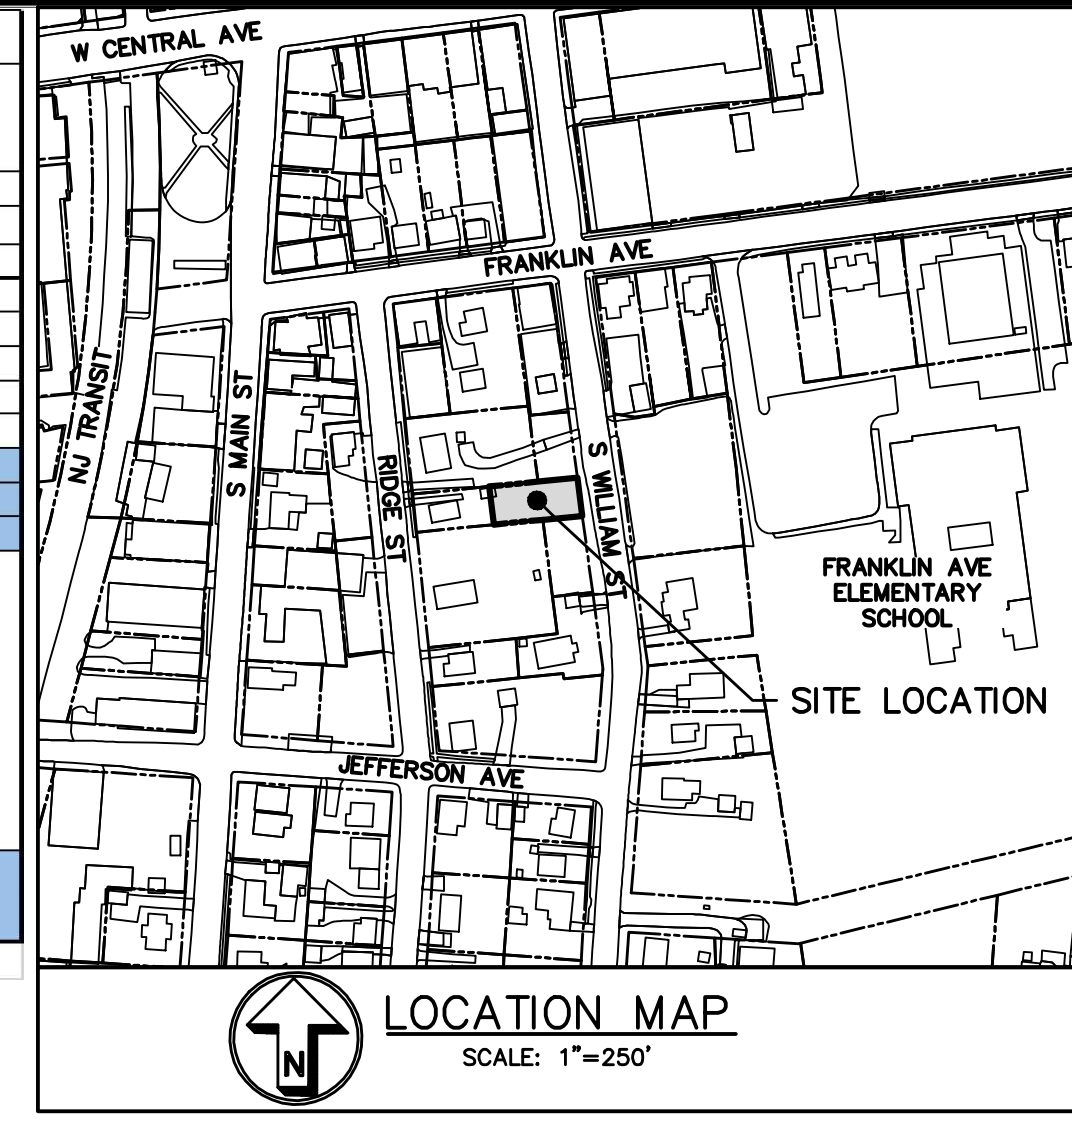 W CENTRAL AVE
FRANKLIN AVE
NJ TRANSIT
S MAIN ST
RIDGE ST
S WILLIAM ST
FRANKLIN AVE
ELEMENTARY
SCHOOL
SITE LOCATION
JEFFERSON AVE
N
LOCATION MAP
SCALE: 1"=250'